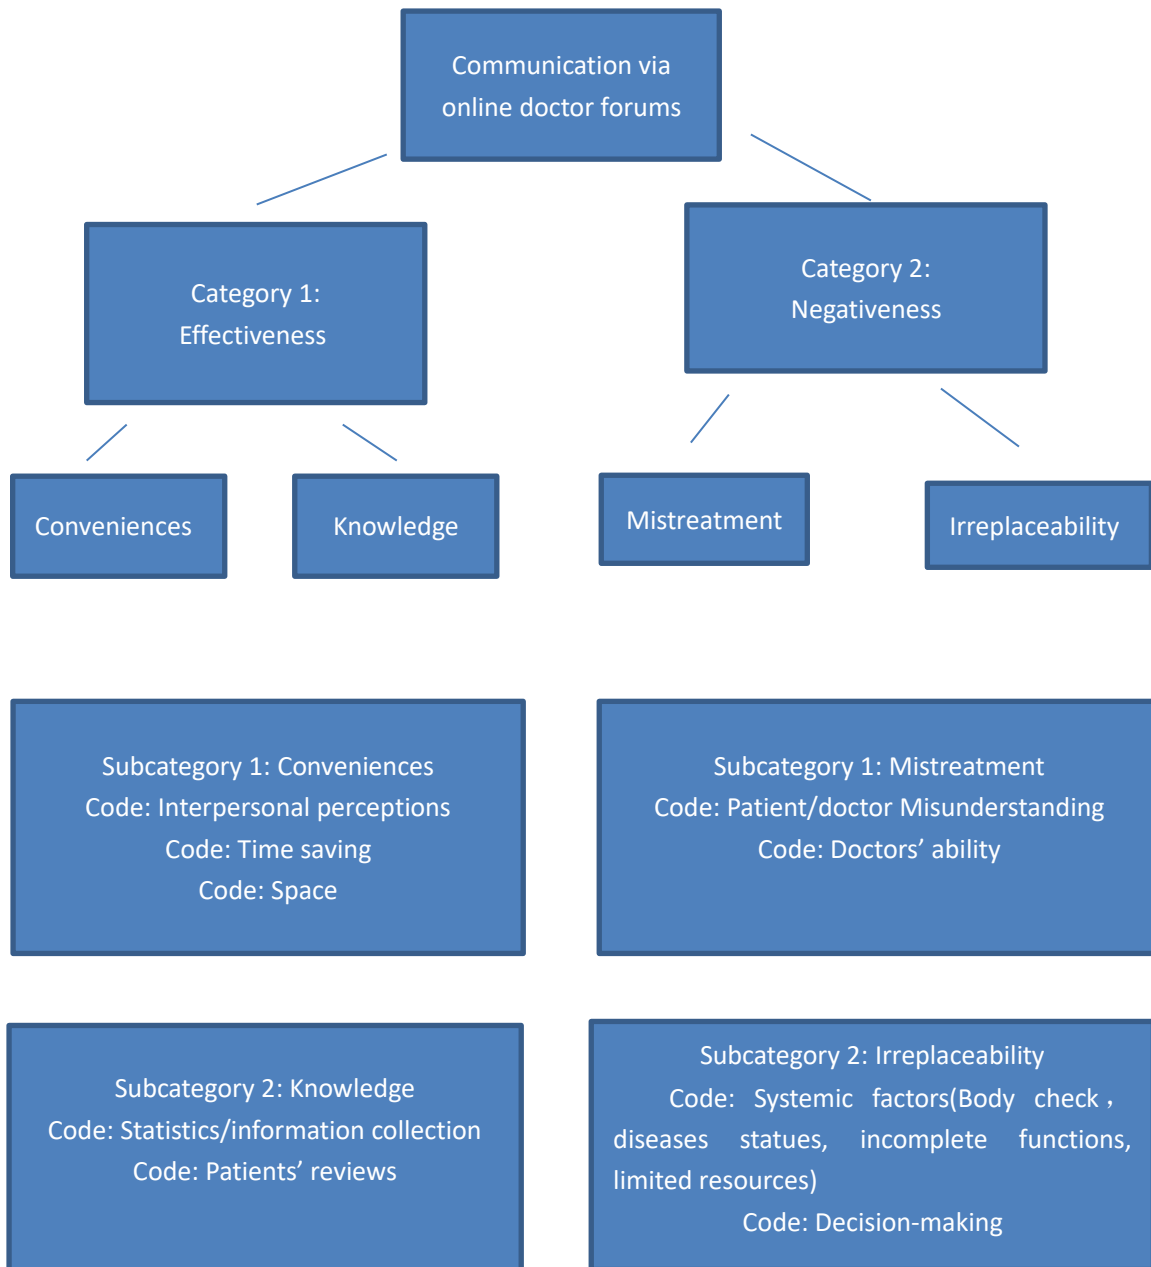 Communication via
online doctor forums
Category 1:
Effectiveness
Category 2:
Negativeness
Conveniences
Knowledge
Mistreatment
Irreplaceability
Subcategory 1: Conveniences
Code: Interpersonal perceptions
Code: Time saving
Code: Space
Subcategory 1: Mistreatment
Code: Patient/doctor Misunderstanding
Code: Doctors’ ability
Subcategory 2: Knowledge
Code: Statistics/information collection
Code: Patients’ reviews
Subcategory 2: Irreplaceability
Code: Systemic factors(Body check，
diseases statues, incomplete functions,
limited resources)
Code: Decision-making